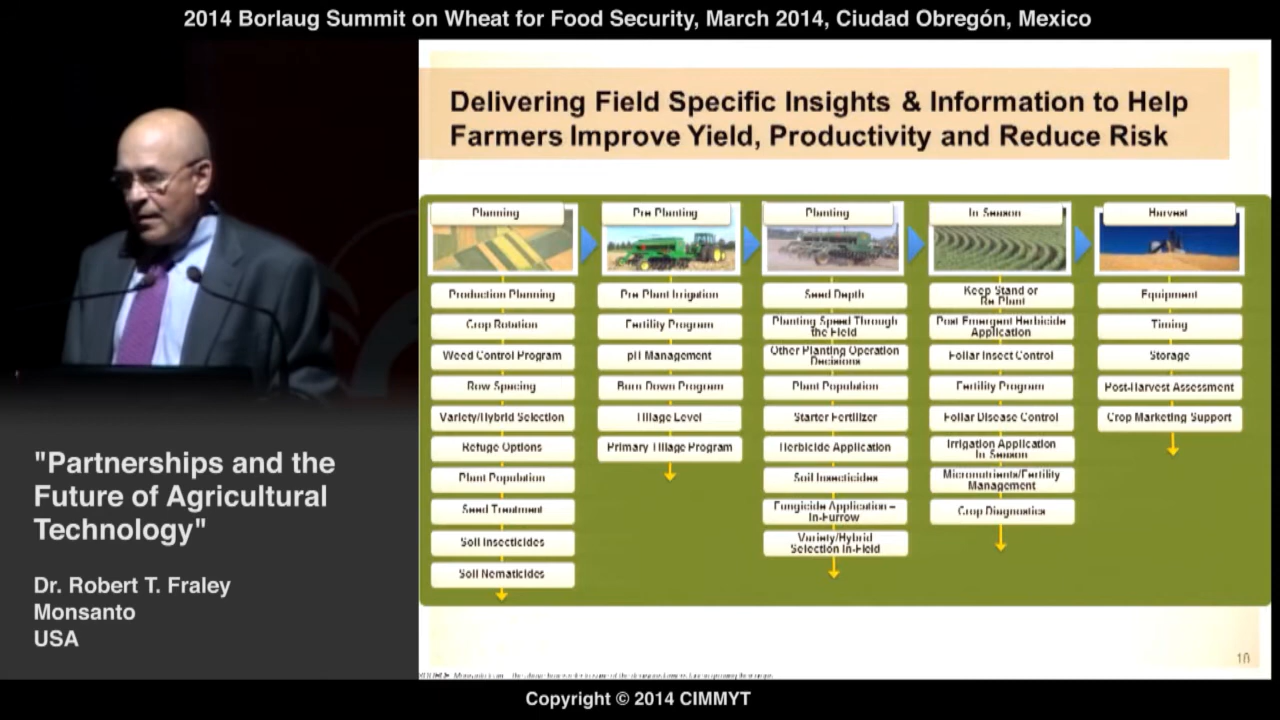 2014 Borlaug Summit on Wheat for Food Security, March 2014, Ciudad Obregón, Mexico
Delivering Field Specific Insights & Information to Help
Farmers Improve Yield, Productivity and Reduce Risk
Planning
Production Planning
Crop Rotation
Weed Control Program
Row Spacing
Variety/Hybrid Selection
Refuge Options
Plant Population
Seed Treatment
Soil Insecticides
Soil Nematicides
Pre Planting
Pre Plant Irrigation
Fertility Program
pH Management
Burn Down Program
Tillage Level
Primary Tillage Program
Planting
Seed Depth
Planting Speed Through
the Field
Other Planting Operation
Decisions
Plant Population
Starter Fertilizer
Herbicide Application
Soil Insecticides
Fungicide Application –
In-Furrow
Variety/Hybrid
Selection In-Field
In Season
Keep Stand or
Re Plant
Post Emergent Herbicide
Application
Foliar Insect Control
Fertility Program
Foliar Disease Control
Irrigation Application
In Season
Micronutrients/Fertility
Management
Crop Diagnostics
Harvest
Equipment
Timing
Storage
Post-Harvest Assessment
Crop Marketing Support
"Partnerships and the
Future of Agricultural
Technology"
Dr. Robert T. Fraley
Monsanto
USA
Copyright © 2014 CIMMYT